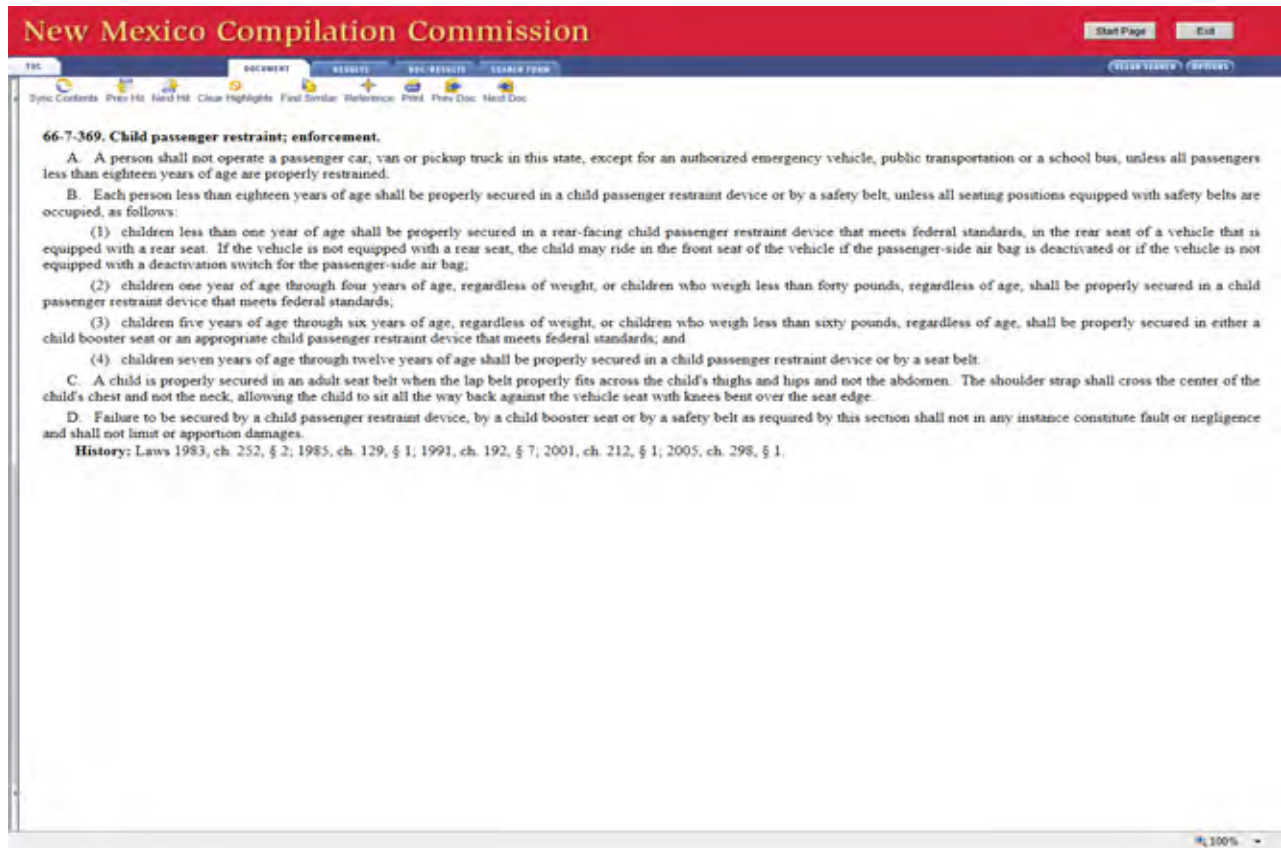 New Mexico Compilation Commission
Start Page Exit
TOC DOCUMENT RESULTS DOC/RESULTS SEARCH FORM CLEAR SEARCH OPTIONS
Sync Contents Prev Hit Next Hit Clear Highlights Find Similar Reference Print Prev Doc Next Doc
66-7-369. Child passenger restraint; enforcement.
A. A person shall not operate a passenger car, van or pickup truck in this state, except for an authorized emergency vehicle, public transportation or a school bus, unless all passengers
less than eighteen years of age are properly restrained.
B. Each person less than eighteen years of age shall be properly secured in a child passenger restraint device or by a safety belt, unless all seating positions equipped with safety belts are
occupied, as follows:
(1) children less than one year of age shall be properly secured in a rear-facing child passenger restraint device that meets federal standards, in the rear seat of a vehicle that is
equipped with a rear seat. If the vehicle is not equipped with a rear seat, the child may ride in the front seat of the vehicle if the passenger-side air bag is deactivated or if the vehicle is not
equipped with a deactivation switch for the passenger-side air bag;
(2) children one year of age through four years of age, regardless of weight, or children who weigh less than forty pounds, regardless of age, shall be properly secured in a child
passenger restraint device that meets federal standards;
(3) children five years of age through six years of age, regardless of weight, or children who weigh less than sixty pounds, regardless of age, shall be properly secured in either a
child booster seat or an appropriate child passenger restraint device that meets federal standards; and
(4) children seven years of age through twelve years of age shall be properly secured in a child passenger restraint device or by a seat belt.
C. A child is properly secured in an adult seat belt when the lap belt properly fits across the child's thighs and hips and not the abdomen. The shoulder strap shall cross the center of the
child's chest and not the neck, allowing the child to sit all the way back against the vehicle seat with knees bent over the seat edge.
D. Failure to be secured by a child passenger restraint device, by a child booster seat or by a safety belt as required by this section shall not in any instance constitute fault or negligence
and shall not limit or apportion damages.
History: Laws 1983, ch. 252, § 2; 1985, ch. 129, § 1; 1991, ch. 192, § 7; 2001, ch. 212, § 1; 2005, ch. 298, § 1.
100%